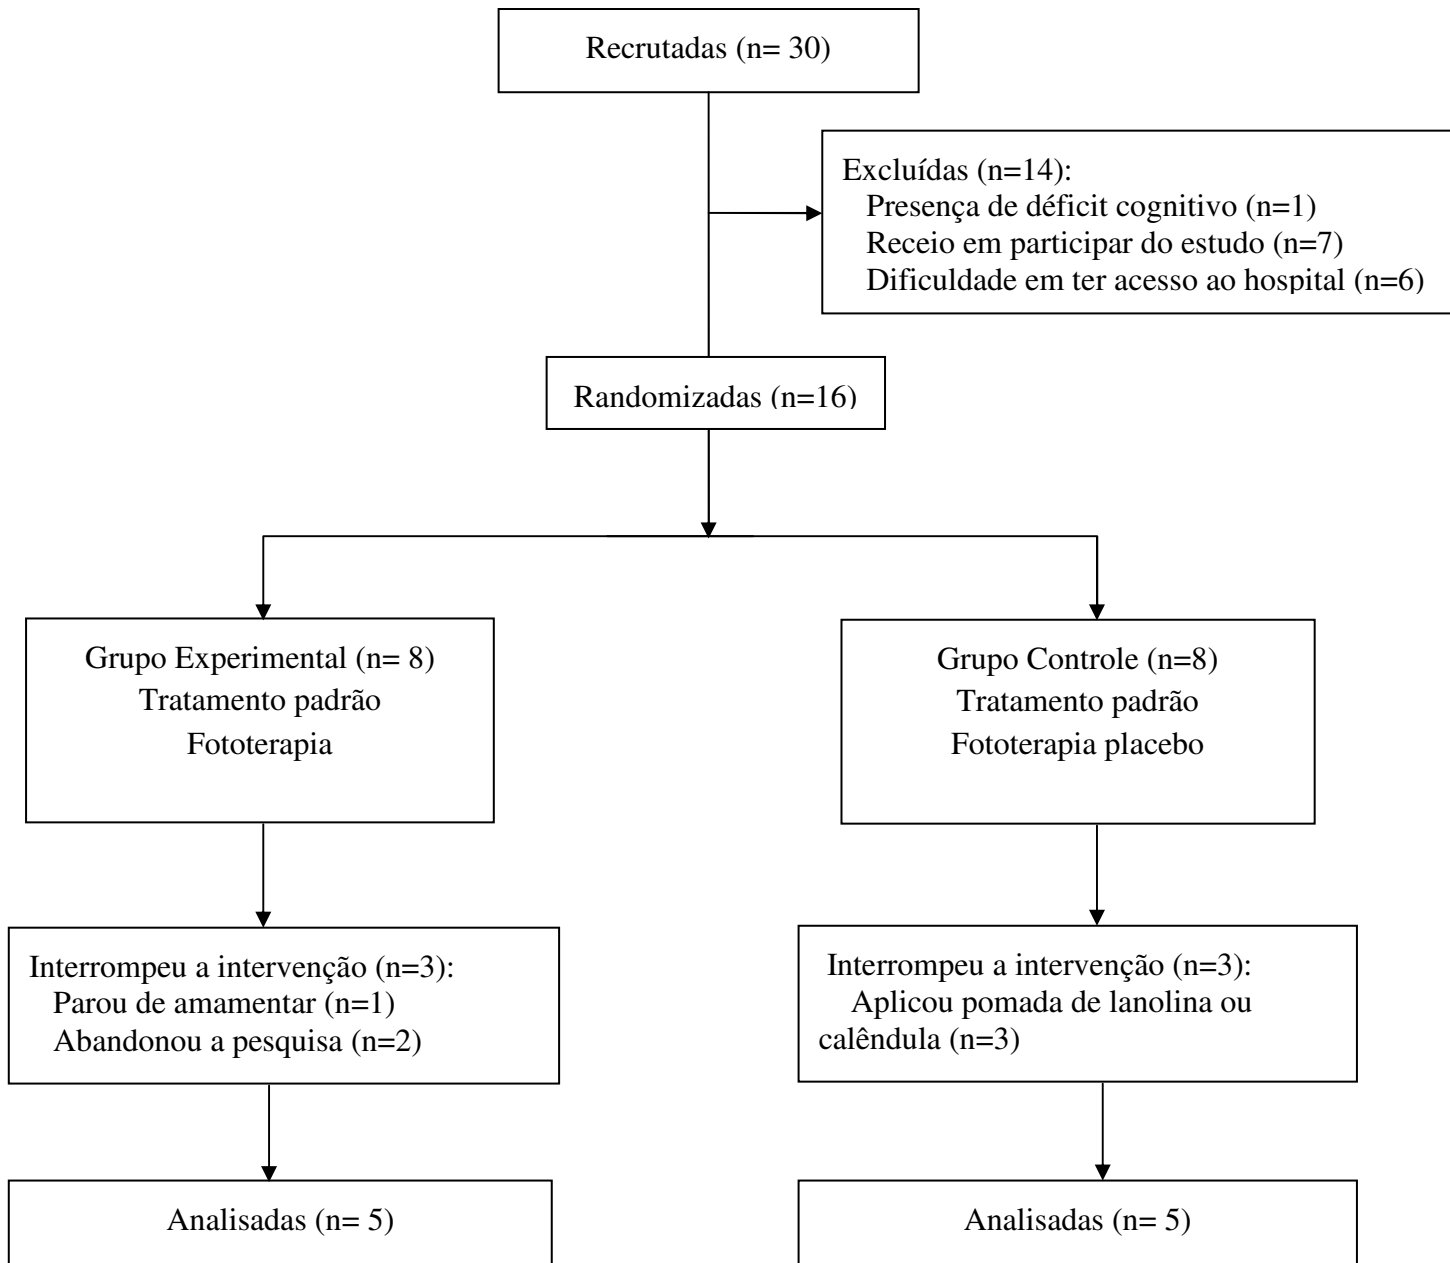 Recrutadas (n= 30)
Excluídas (n=14):
Presença de déficit cognitivo (n=1)
Receio em participar do estudo (n=7)
Dificuldade em ter acesso ao hospital (n=6)
Randomizadas (n=16)
Grupo Experimental (n= 8)
Tratamento padrão
Fototerapia
Grupo Controle (n=8)
Tratamento padrão
Fototerapia placebo
Interrompeu a intervenção (n=3):
Parou de amamentar (n=1)
Abandonou a pesquisa (n=2)
Interrompeu a intervenção (n=3):
Aplicou pomada de lanolina ou
calêndula (n=3)
Analisadas (n= 5)
Analisadas (n= 5)